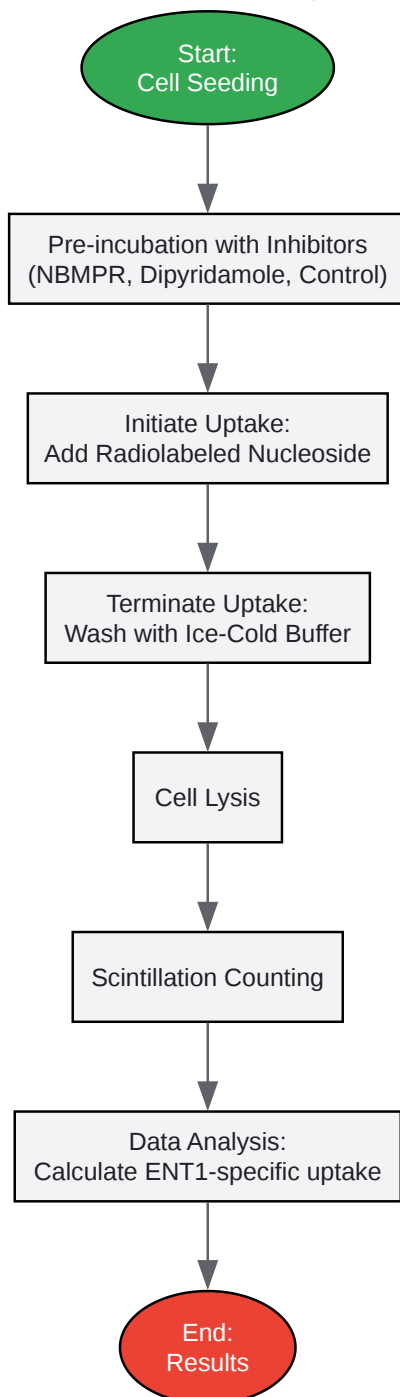 Start:
Cell Seeding
Pre-incubation with Inhibitors
(NBMPR, Dipyridamole, Control)
Initiate Uptake:
Add Radiolabeled Nucleoside
Terminate Uptake:
Wash with Ice-Cold Buffer
Cell Lysis
Scintillation Counting
Data Analysis:
Calculate ENT1-specific uptake
End:
Results